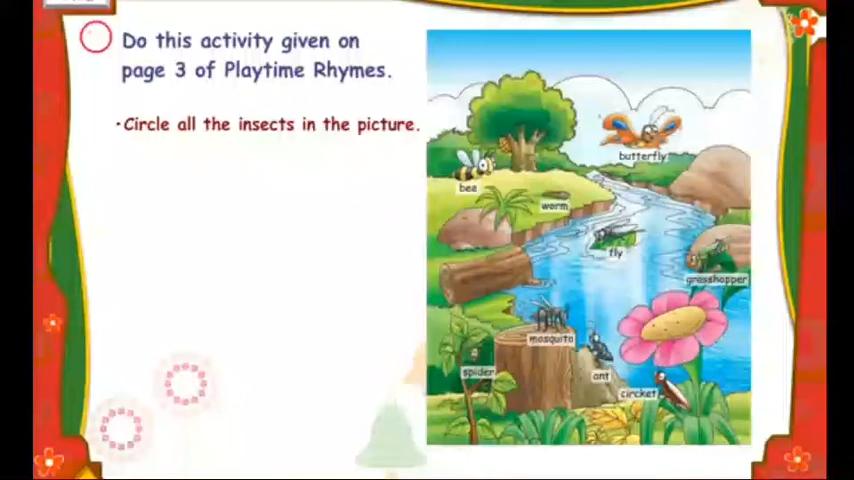 Do this activity given on
page 3 of Playtime Rhymes.
• Circle all the insects in the picture.
butterfly
bee
worm
fly
grasshopper
mosquito
spider
ant
circket